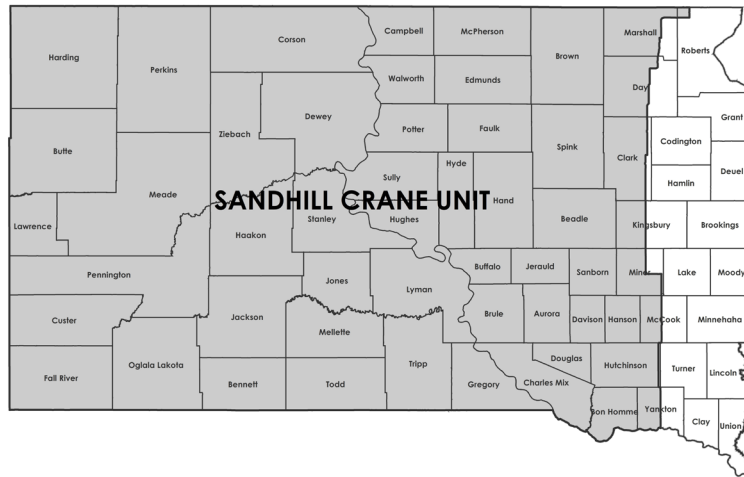 Harding
Perkins
Corson
Campbell
McPherson
Brown
Marshall
Roberts
Walworth
Edmunds
Day
Grant
Butte
Ziebach
Dewey
Potter
Faulk
Spink
Clark
Codington
Deuel
Hamlin
Meade
Sully
Hyde
Hand
SANDHILL CRANE UNIT
Lawrence
Haakon
Stanley
Hughes
Beadle
Kingsbury
Brookings
Pennington
Jones
Lyman
Buffalo
Jerauld
Sanborn
Miner
Lake
Moody
Custer
Jackson
Mellette
Brule
Aurora
Davison
Hanson
McCook
Minnehaha
Fall River
Oglala Lakota
Bennett
Todd
Tripp
Gregory
Charles Mix
Douglas
Hutchinson
Turner
Lincoln
Bon Homme
Yankton
Clay
Union